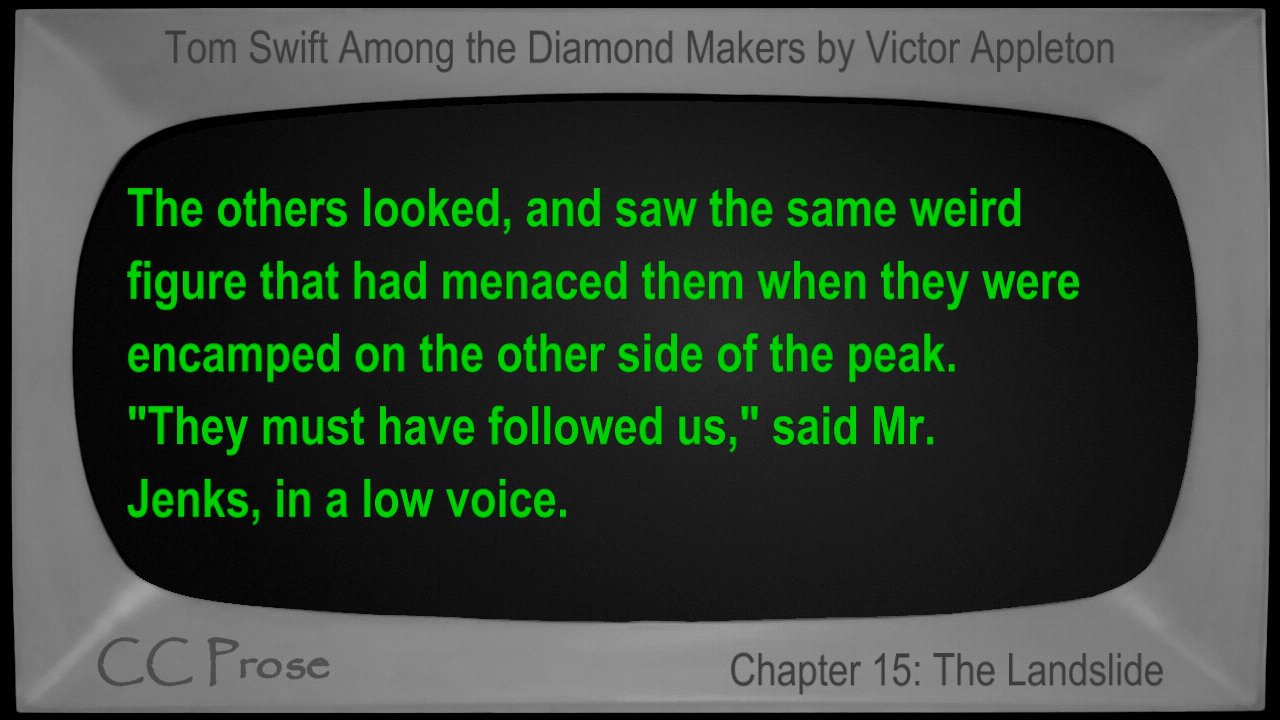 Tom Swift Among the Diamond Makers by Victor Appleton
The others looked, and saw the same weird
figure that had menaced them when they were
encamped on the other side of the peak.
"They must have followed us," said Mr.
Jenks, in a low voice.
CC Prose
Chapter 15: The Landslide